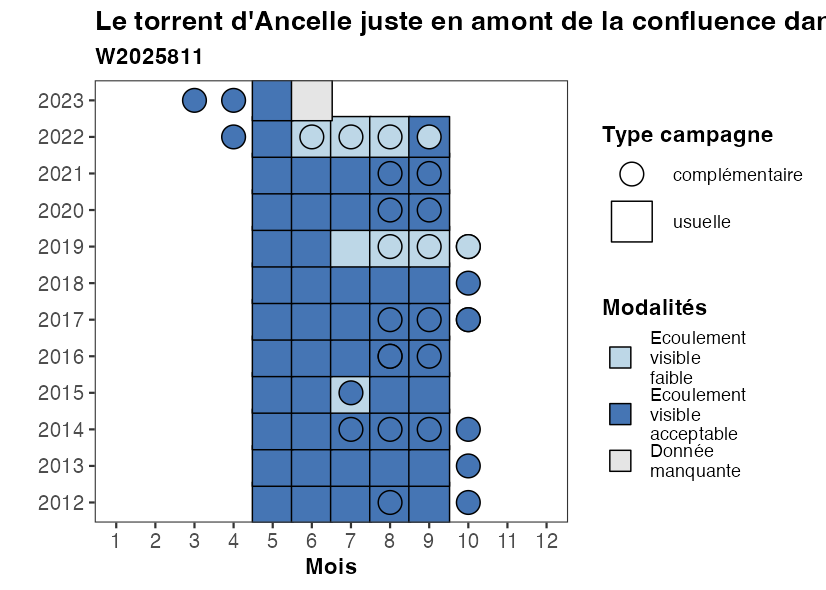 Le torrent d'Ancelle juste en amont de la confluence dan
W2025811
2023
2022
2021
2020
2019
2018
2017
2016
2015
2014
2013
2012
1 2 3 4 5 6 7 8 9 10 11 12
Mois
Type campagne
complémentaire
usuelle
Modalités
Ecoulement
visible
faible
Ecoulement
visible
acceptable
Donnée
manquante